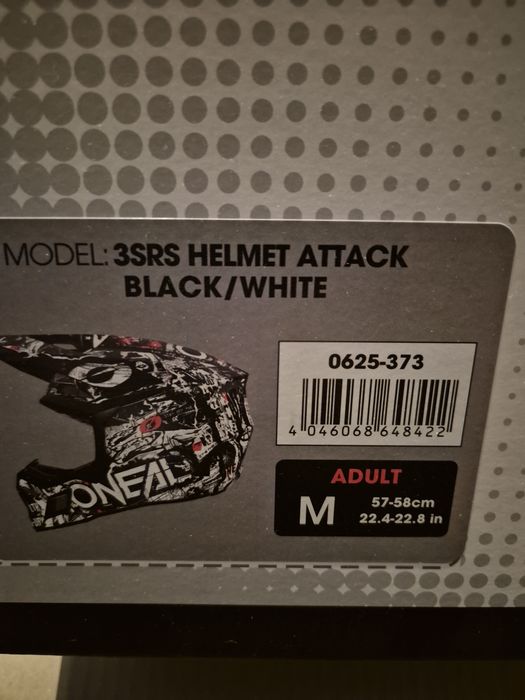 MODEL: 3SRS HELMET ATTACK
BLACK/WHITE
0625-373
4 046068 648422
ONEAL
ADULT
M
57-58cm
22.4-22.8 in